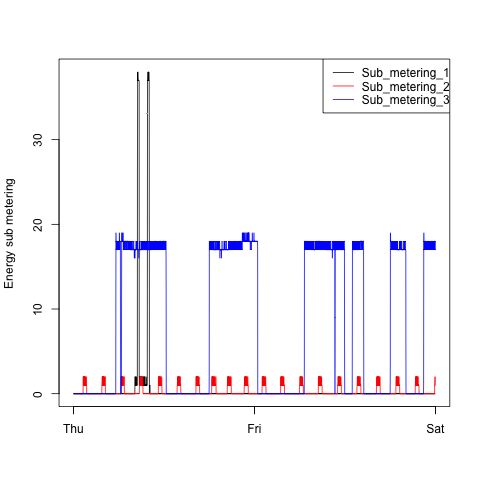 Sub_metering_1
Sub_metering_2
Sub_metering_3
Energy sub metering
30
20
10
0
Thu
Fri
Sat